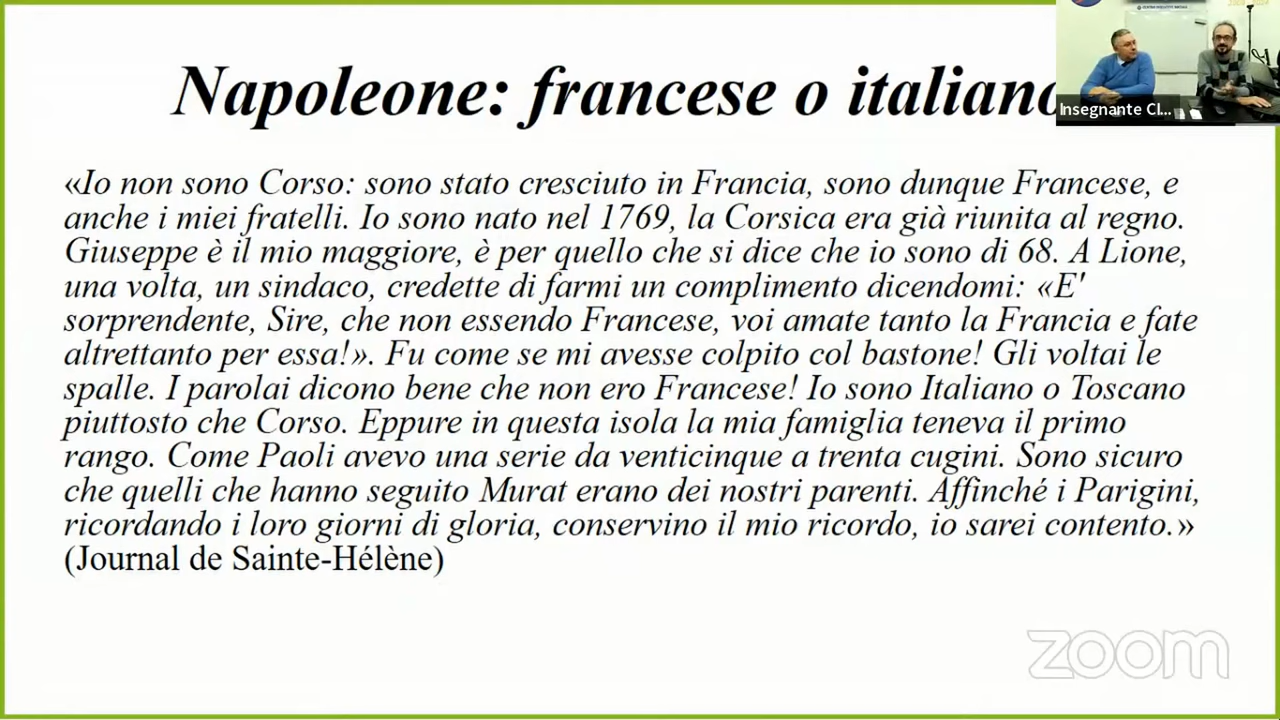 Napoleone: francese o italiano
«Io non sono Corso: sono stato cresciuto in Francia, sono dunque Francese, e
anche i miei fratelli. Io sono nato nel 1769, la Corsica era già riunita al regno.
Giuseppe è il mio maggiore, è per quello che si dice che io sono di 68. A Lione,
una volta, un sindaco, credette di farmi un complimento dicendomi: «E'
sorprendente, Sire, che non essendo Francese, voi amate tanto la Francia e fate
altrettanto per essa!». Fu come se mi avesse colpito col bastone! Gli voltai le
spalle. I parolai dicono bene che non ero Francese! Io sono Italiano o Toscano
piuttosto che Corso. Eppure in questa isola la mia famiglia teneva il primo
rango. Come Paoli avevo una serie da venticinque a trenta cugini. Sono sicuro
che quelli che hanno seguito Murat erano dei nostri parenti. Affinché i Parigini,
ricordando i loro giorni di gloria, conservino il mio ricordo, io sarei contento.»
(Journal de Sainte-Hélène)
Insegnante Cl...
zoom